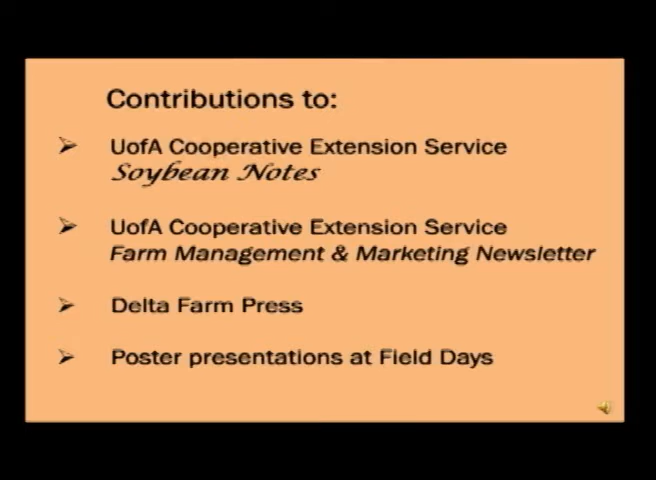 Contributions to:
UofA Cooperative Extension Service
Soybean Notes
UofA Cooperative Extension Service
Farm Management & Marketing Newsletter
Delta Farm Press
Poster presentations at Field Days